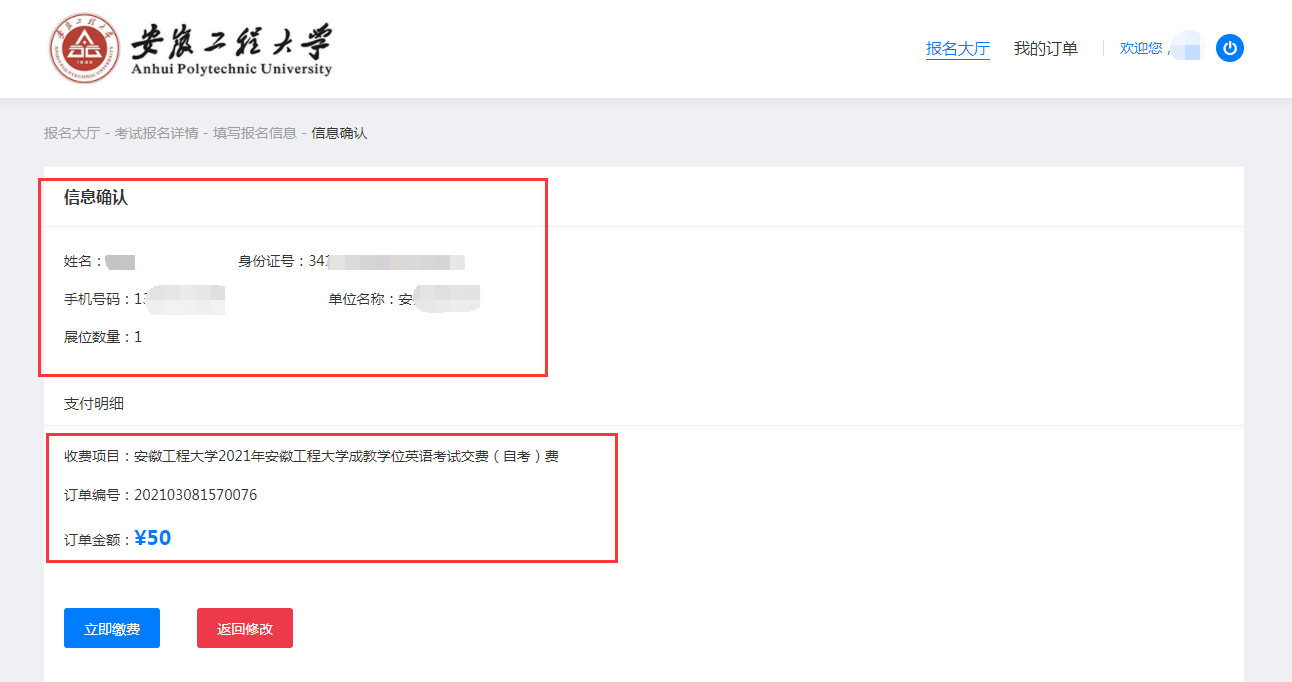 安徽工程大学
Anhui Polytechnic University
报名大厅 我的订单 欢迎您，
报名大厅 - 考试报名详情 - 填写报名信息 - 信息确认
信息确认
姓名： 身份证号：341
手机号码：13 单位名称：安
展位数量：1
支付明细
收费项目：安徽工程大学2021年安徽工程大学成教学位英语考试交费（自考）费
订单编号：202103081570076
订单金额：¥50
立即缴费 返回修改